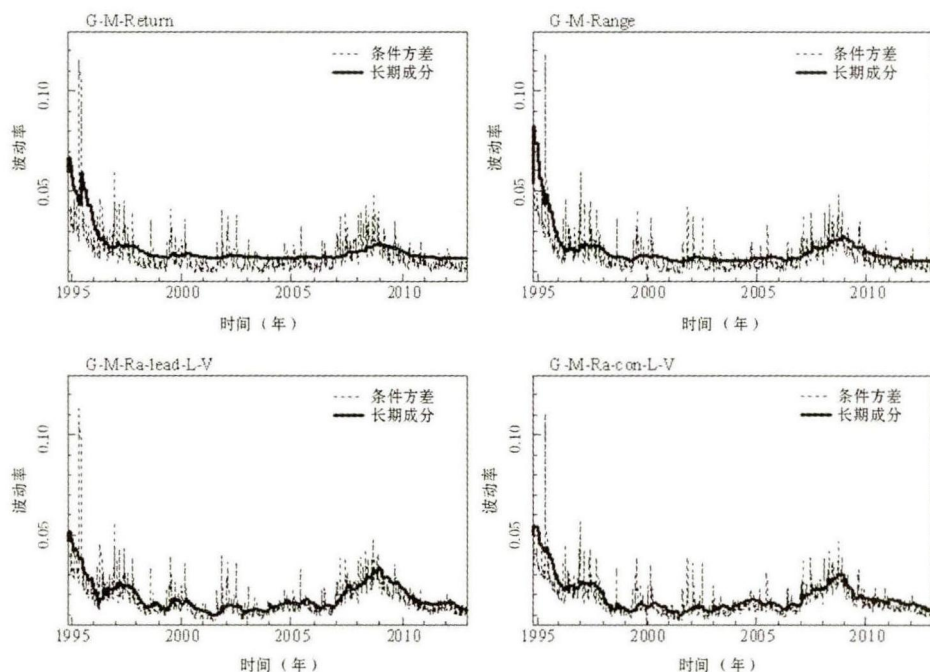 G-M-Return
条件方差
长期成分
波动率
0.10
0.05
1995 2000 2005 2010
时间（年）
G-M-Range
条件方差
长期成分
波动率
0.10
0.05
1995 2000 2005 2010
时间（年）
G-M-Ra-lead-L-V
条件方差
长期成分
波动率
0.10
0.05
1995 2000 2005 2010
时间（年）
G-M-Ra-con-L-V
条件方差
长期成分
波动率
0.10
0.05
1995 2000 2005 2010
时间（年）